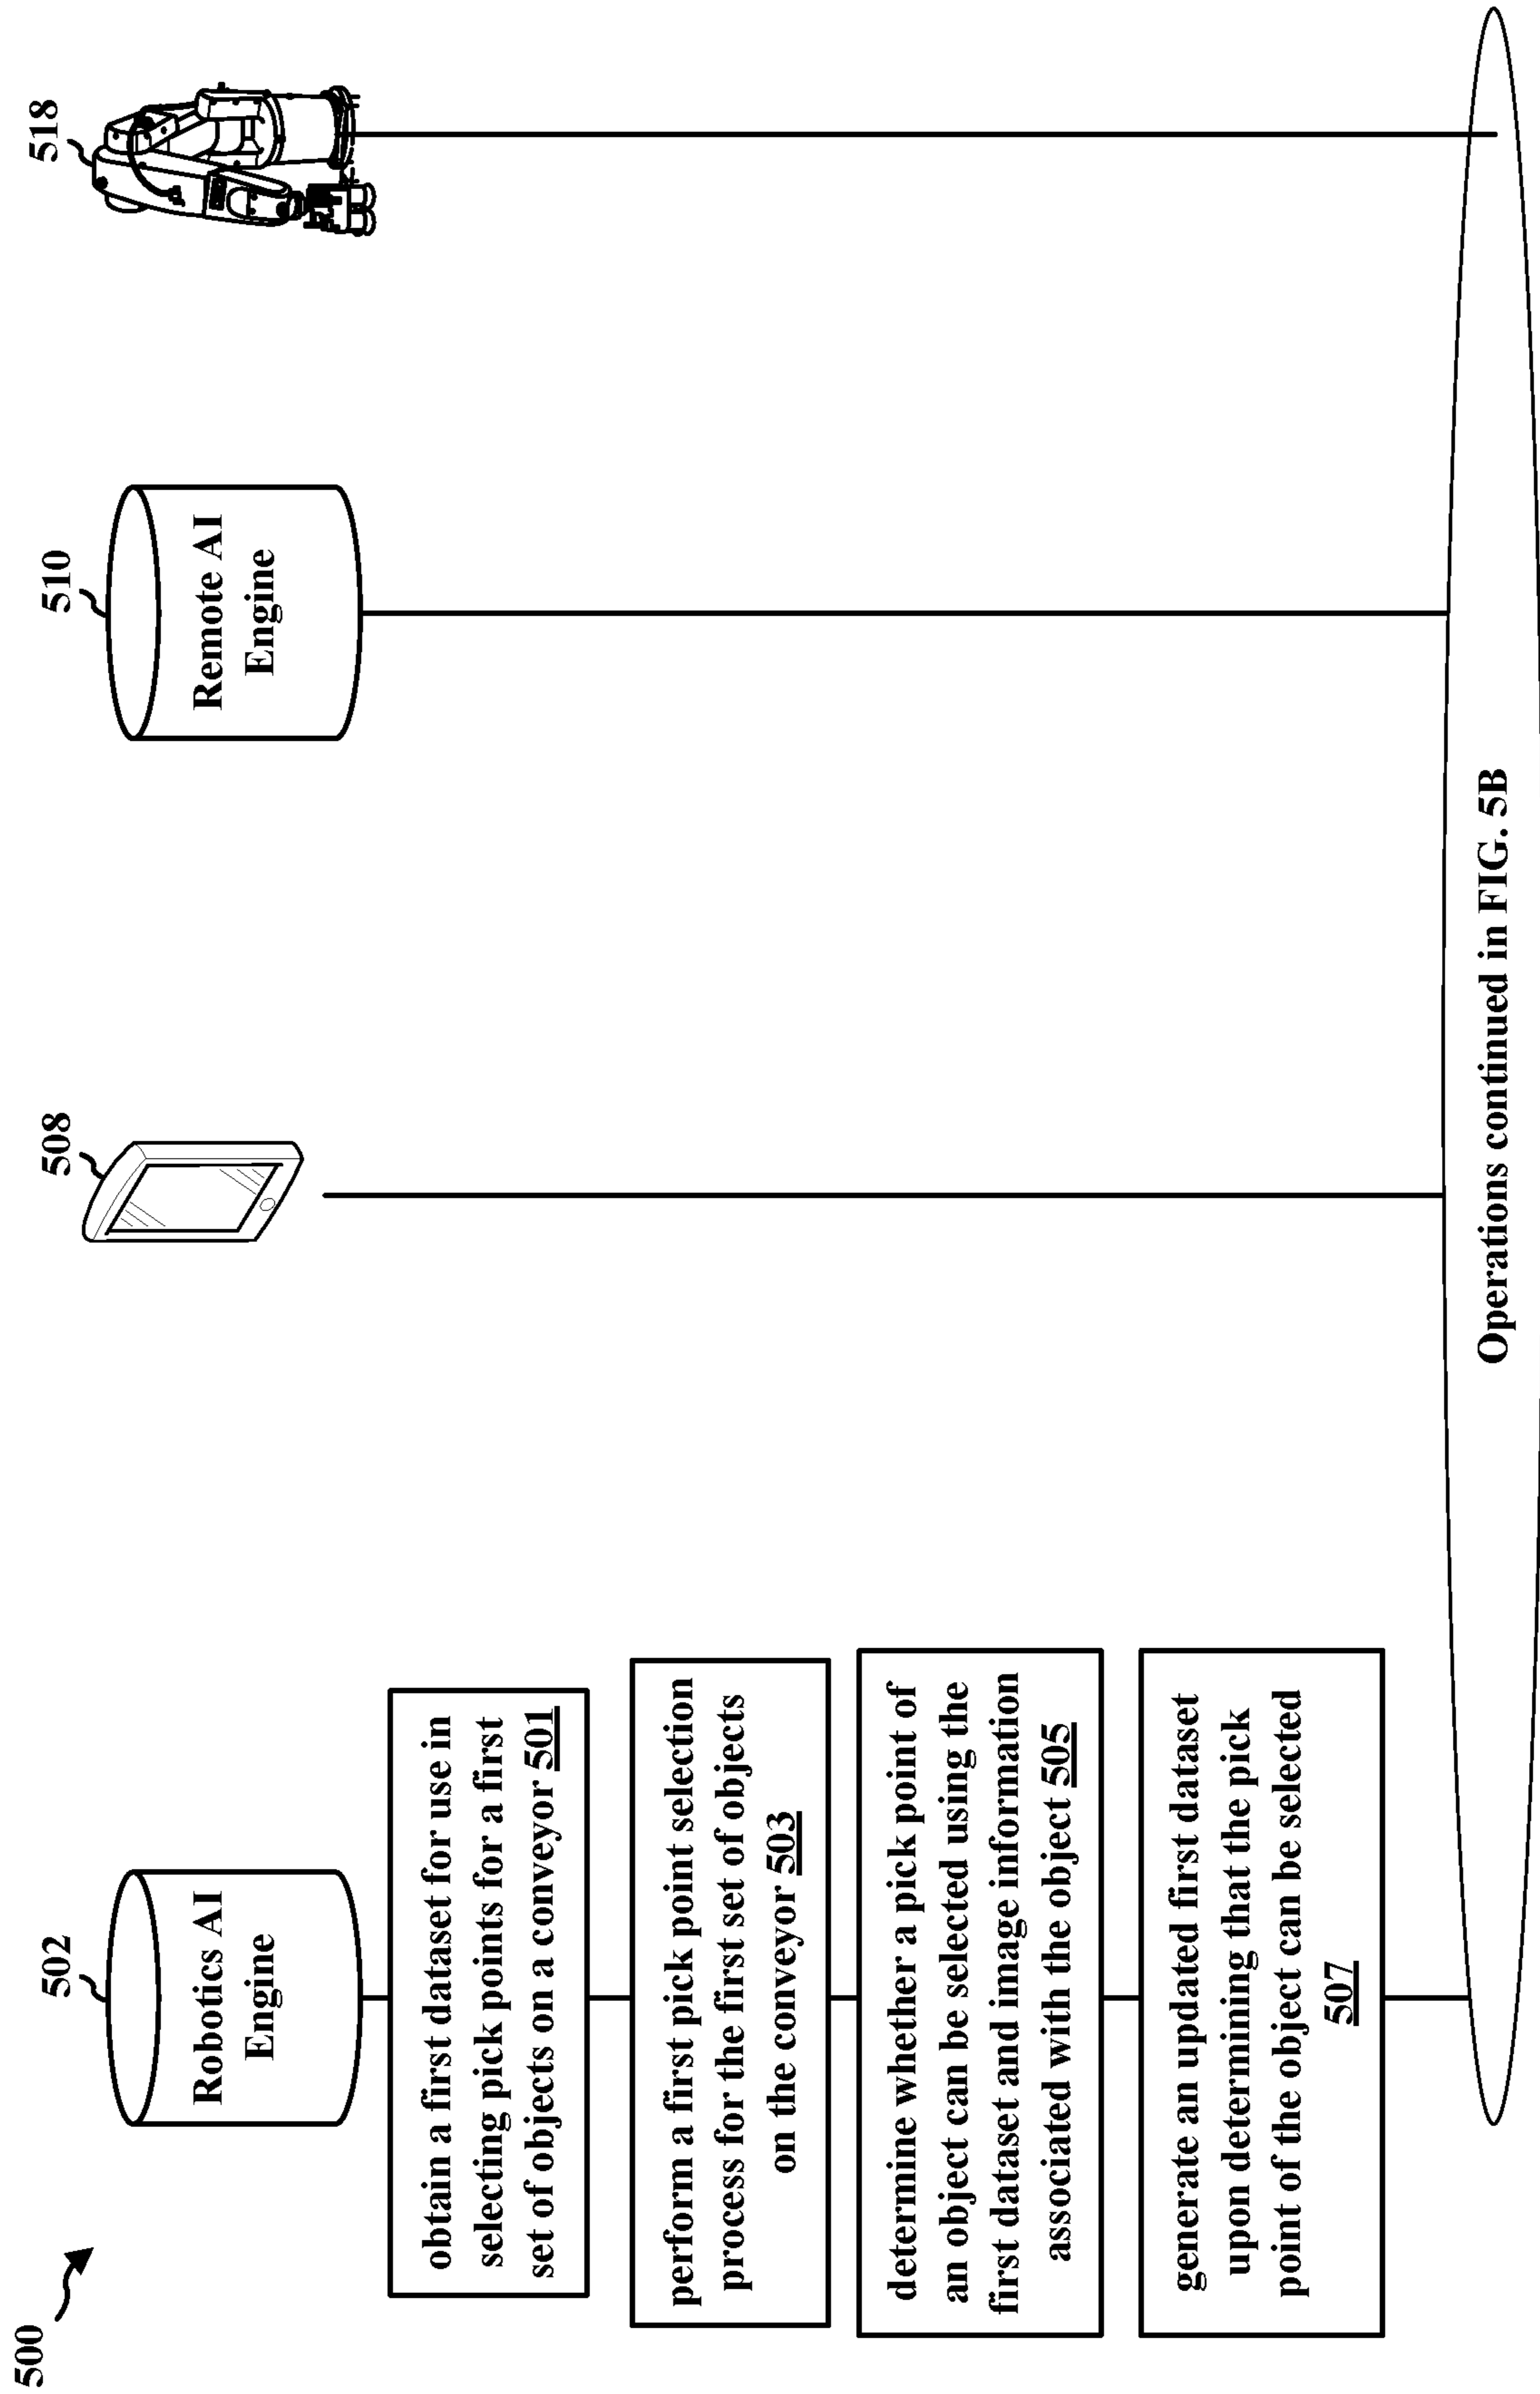 500
502
508
510
518
Robotics AI
Engine
Remote AI
Engine
obtain a first dataset for use in
selecting pick points for a first
set of objects on a conveyor 501
perform a first pick point selection
process for the first set of objects
on the conveyor 503
determine whether a pick point of
an object can be selected using the
first dataset and image information
associated with the object 505
generate an updated first dataset
upon determining that the pick
point of the object can be selected
507
Operations continued in FIG. 5B